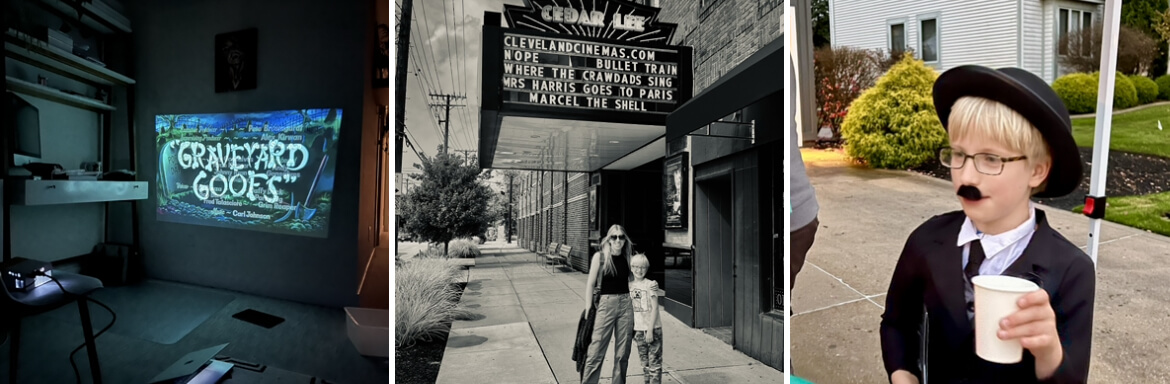 "GRAVEYARD
GOOFS"
Carl Johnson
CEDAR LEE
CLEVELANDCINEMAS.COM
NOPE BULLET TRAIN
WHERE THE CRAWDADS SING
MRS HARRIS GOES TO PARIS
MARCEL THE SHELL